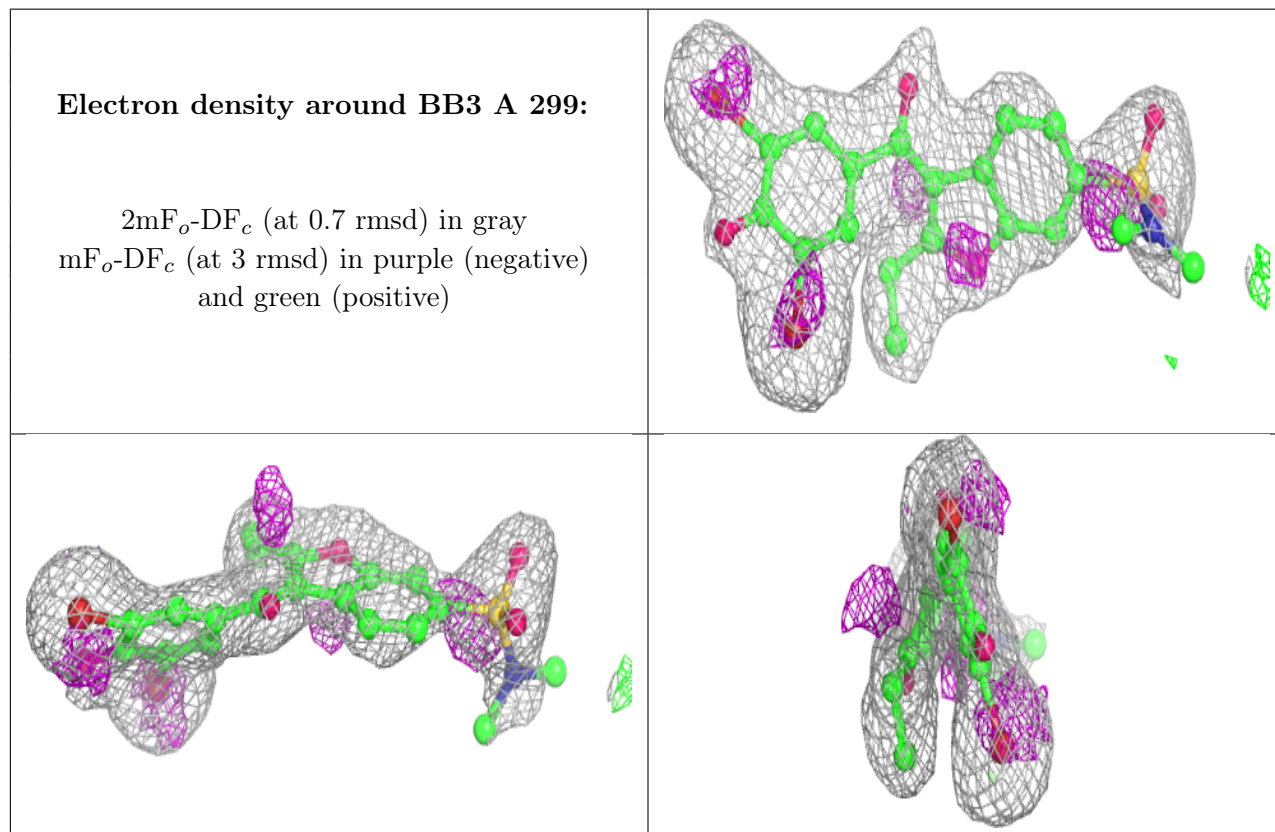 Electron density around BB3 A 299:
2mFo-DFc (at 0.7 rmsd) in gray
mFo-DFc (at 3 rmsd) in purple (negative)
and green (positive)